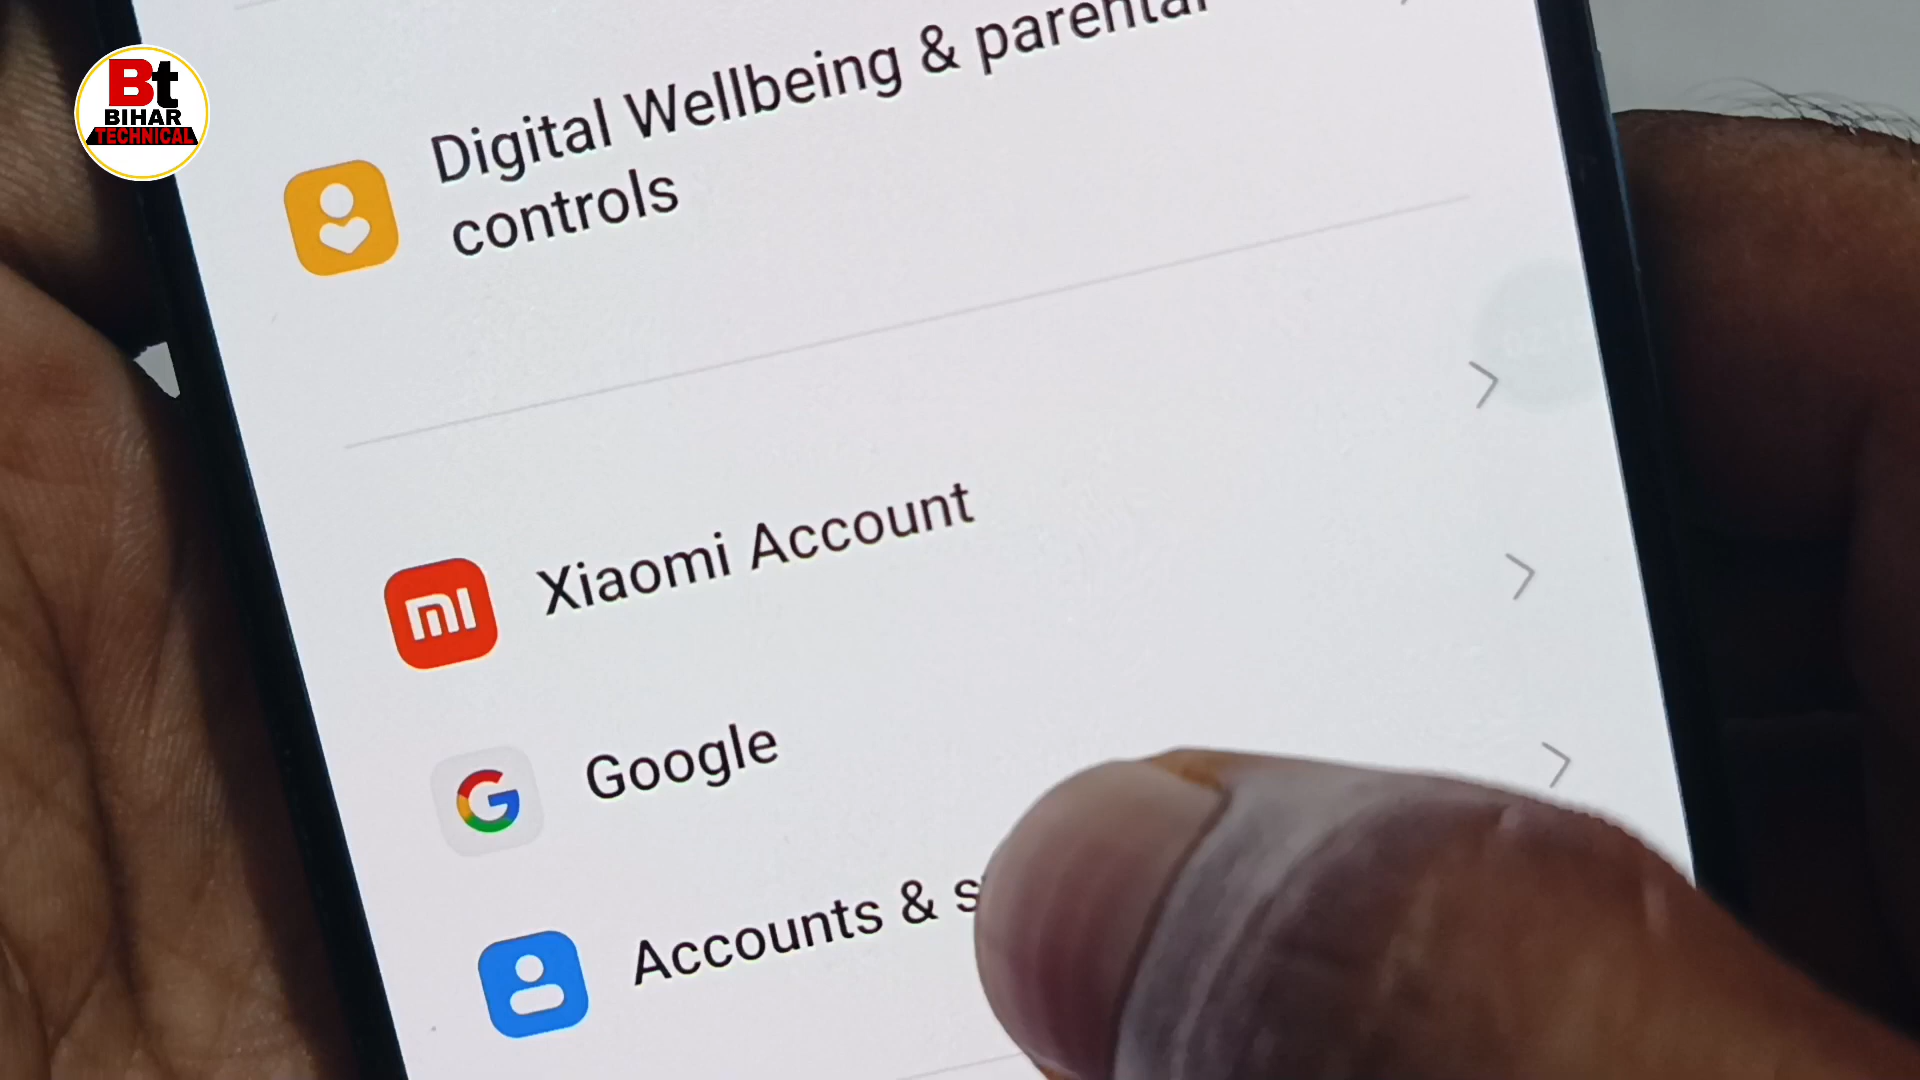 Bt
BIHAR
TECHNICAL
Digital Wellbeing & parental
controls
Xiaomi Account
Google
Accounts & s